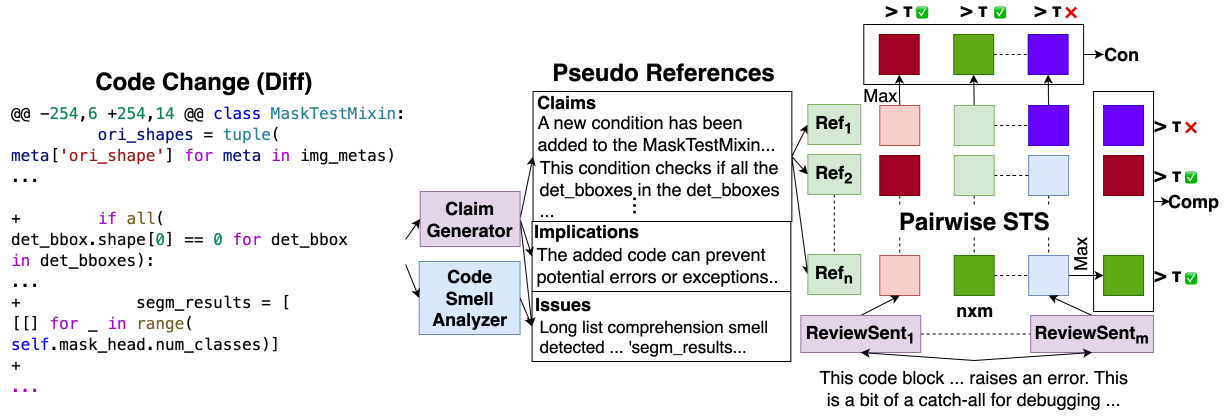 Code Change (Diff)
@@ -254,6 +254,14 @@ class MaskTestMixin:
ori_shapes = tuple(
meta['ori_shape'] for meta in img_metas)
...
+ if all(
det_bbox.shape[0] == 0 for det_bbox
in det_bboxes):
...
+ segm_results = [
[[] for _ in range(
self.mask_head.num_classes)]
+
...
Claim
Generator
Code
Smell
Analyzer
Pseudo References
Claims
A new condition has been
added to the MaskTestMixin...
This condition checks if all the
det_bboxes in the det_bboxes
...
Implications
The added code can prevent
potential errors or exceptions..
Issues
Long list comprehension smell
detected ... 'segm_results...
Ref1
Ref2
Refn
> τ ✅
> τ ✅
> τ ❌
Con
Max
> τ ❌
> τ ✅
Comp
Pairwise STS
Max
> τ ✅
nxm
ReviewSent1
ReviewSentm
This code block ... raises an error. This
is a bit of a catch-all for debugging ...